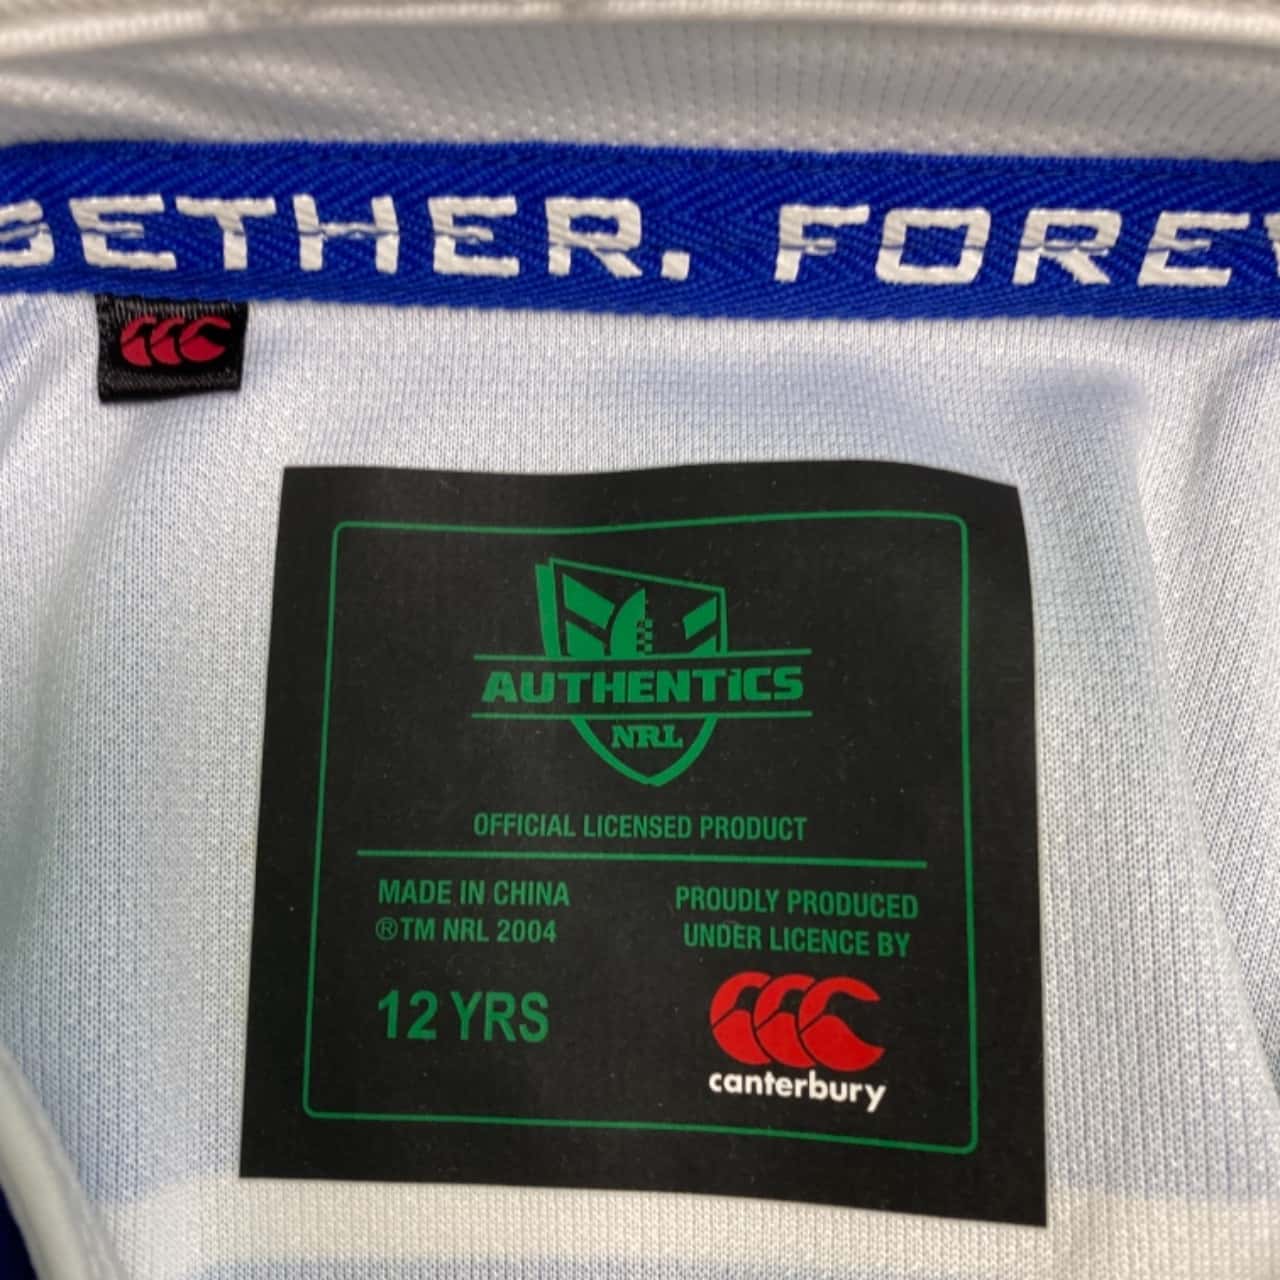 GETHER. FORE
AUTHENTiCS
NRL
OFFICIAL LICENSED PRODUCT
MADE IN CHINA
®TM NRL 2004
12 YRS
PROUDLY PRODUCED
UNDER LICENCE BY
canterbury